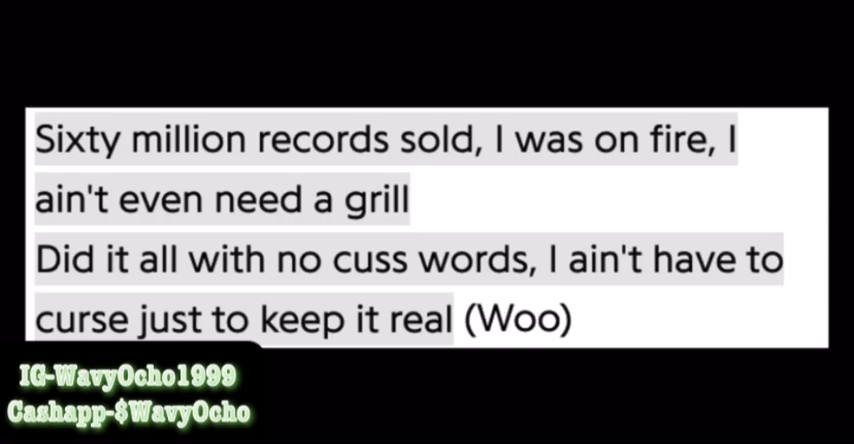 Sixty million records sold, I was on fire, I
ain't even need a grill
Did it all with no cuss words, I ain't have to
curse just to keep it real (Woo)
IG-WavyOcho1999
Cashapp-$WavyOcho